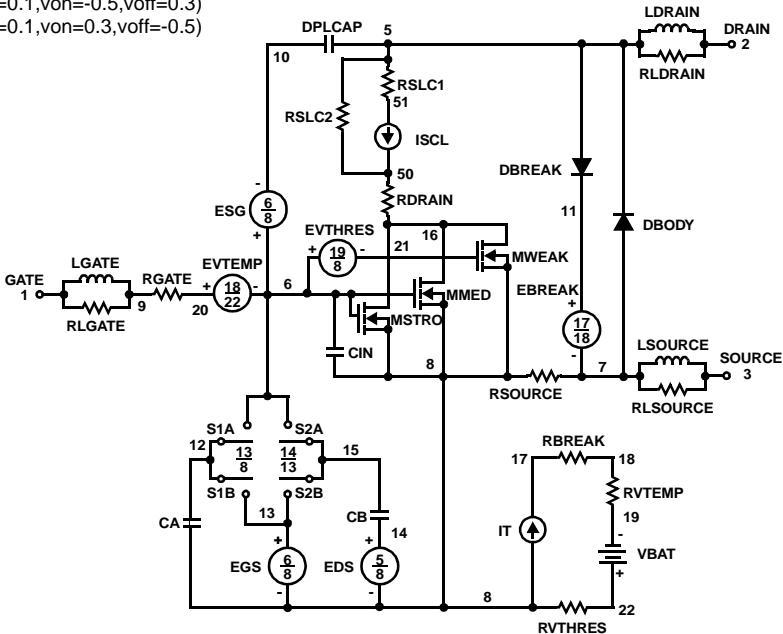 =0.1,von=-0.5,voff=0.3)
=0.1,von=0.3,voff=-0.5)
LDRAIN
DPLCAP
5
DRAIN
2
10
RLDRAIN
RSLC1
51
RSLC2
ISCL
50
DBREAK
-
RDRAIN
ESG
6
8
+
11
EVTHRES
16
DBODY
+
19
8
-
21
MWEAK
LGATE
EVTEMP
GATE
1
RGATE
+
18
22
-
6
MMED
EBREAK
+
RLGATE
9
20
MSTRO
17
18
-
LSOURCE
CIN
8
7
SOURCE
3
RSOURCE
RLSOURCE
S1A
S2A
12
13
8
14
13
15
RBREAK
17
18
S1B
S2B
RVTEMP
13
CB
CA
14
IT
19
-
+
+
VBAT
EGS
6
8
EDS
5
8
+
-
-
8
22
RVTHRES